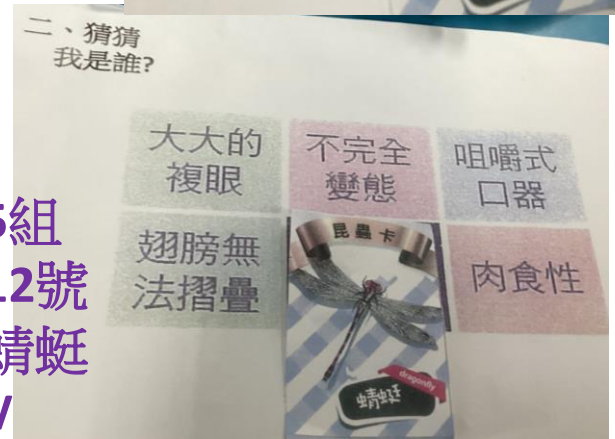 二、猜猜
我是誰?
大大的
複眼
不完全
變態
咀嚼式
口器
翅膀無
法摺疊
昆蟲卡
dragonfly
蜻蜓
肉食性
組
2號
蜻蜓